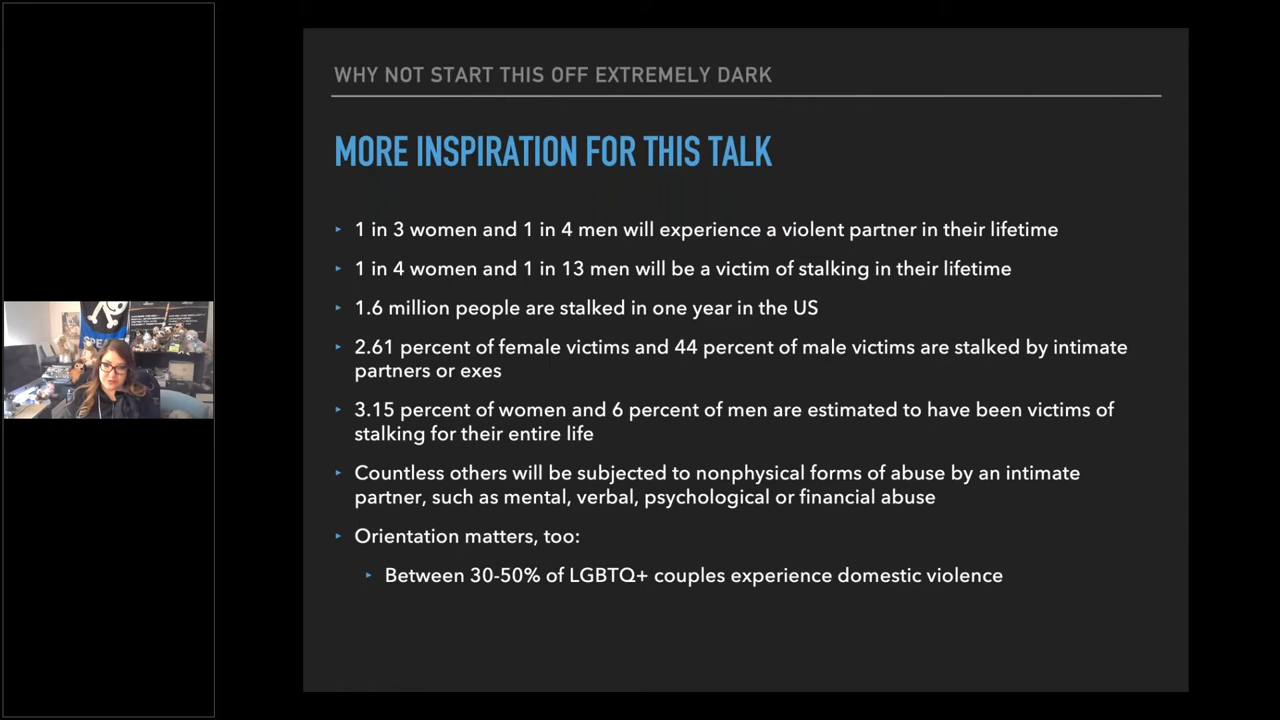 WHY NOT START THIS OFF EXTREMELY DARK
MORE INSPIRATION FOR THIS TALK
1 in 3 women and 1 in 4 men will experience a violent partner in their lifetime
1 in 4 women and 1 in 13 men will be a victim of stalking in their lifetime
1.6 million people are stalked in one year in the US
2.61 percent of female victims and 44 percent of male victims are stalked by intimate
partners or exes
3.15 percent of women and 6 percent of men are estimated to have been victims of
stalking for their entire life
Countless others will be subjected to nonphysical forms of abuse by an intimate
partner, such as mental, verbal, psychological or financial abuse
Orientation matters, too:
Between 30-50% of LGBTQ+ couples experience domestic violence